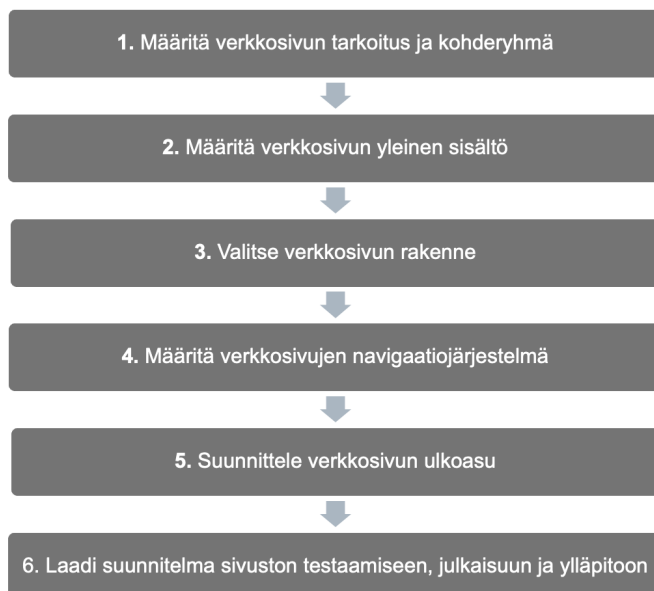 1. Määritä verkkosivun tarkoitus ja kohderyhmä
2. Määritä verkkosivun yleinen sisältö
3. Valitse verkkosivun rakenne
4. Määritä verkkosivujen navigaatiojärjestelmä
5. Suunnittele verkkosivun ulkoasu
6. Laadi suunnitelma sivuston testaamiseen, julkaisuun ja ylläpitoon